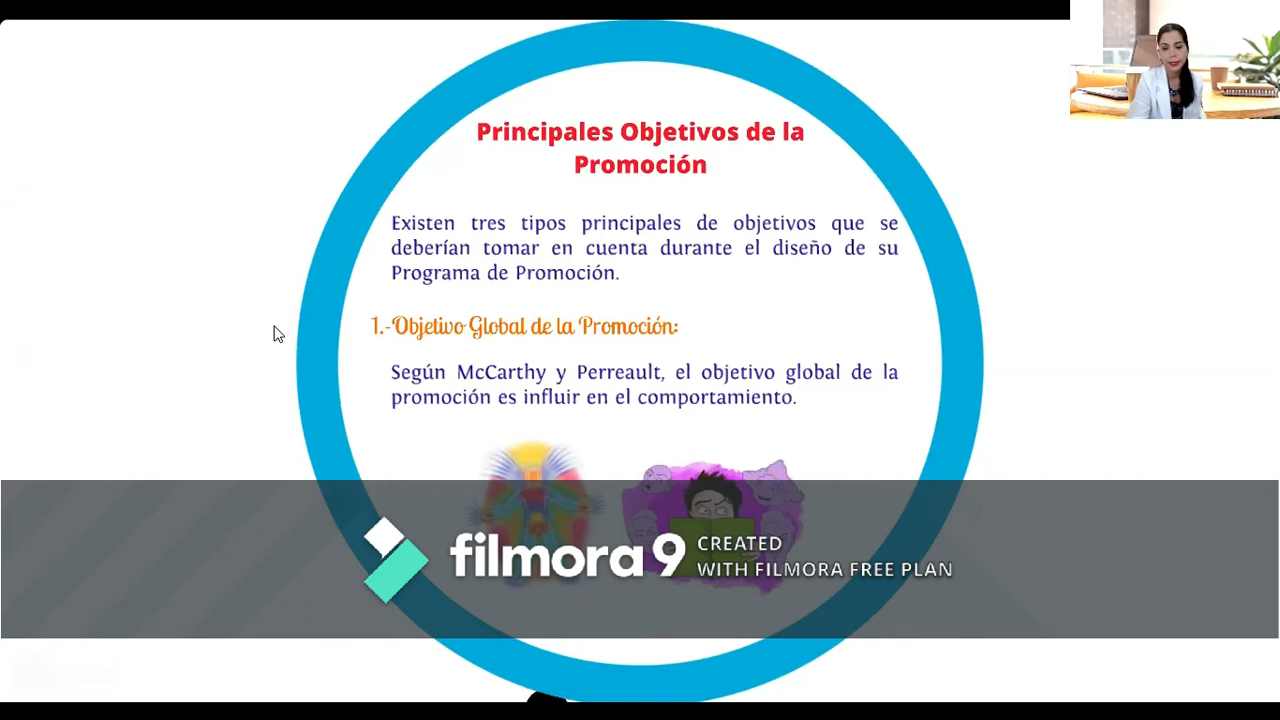 Principales Objetivos de la
Promoción
Existen tres tipos principales de objetivos que se
deberían tomar en cuenta durante el diseño de su
Programa de Promoción.
1.-Objetivo Global de la Promoción:
Según McCarthy y Perreault, el objetivo global de la
promoción es influir en el comportamiento.
filmora 9 CREATED
WITH FILMORA FREE PLAN